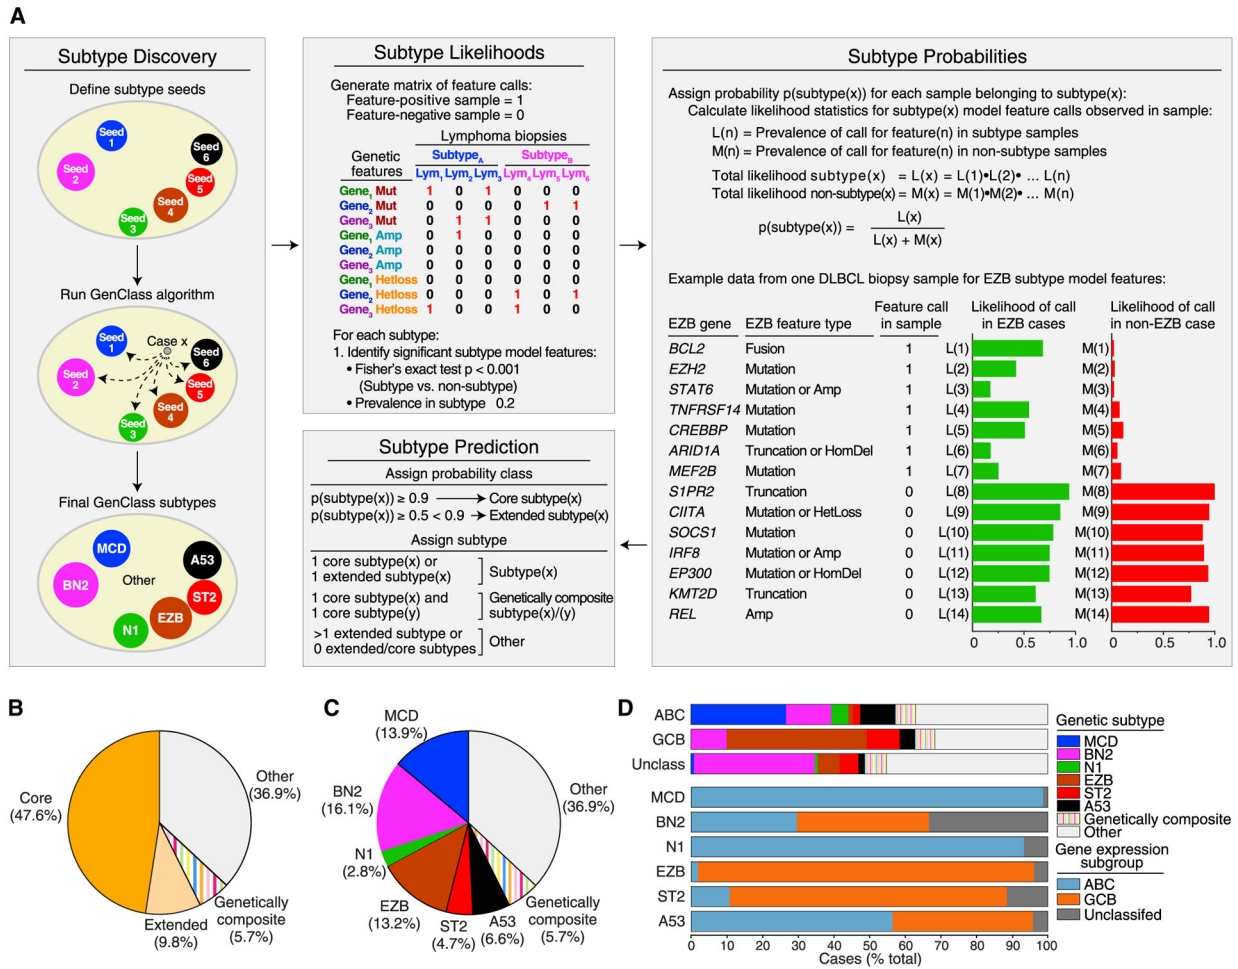 A
Subtype Discovery
Define subtype seeds
Seed 1
Seed 2
Seed 6
Seed 5
Seed 4
Seed 3
Run GenClass algorithm
Seed 1
Case x
Seed 2
Seed 6
Seed 5
Seed 4
Seed 3
Final GenClass subtypes
MCD
A53
BN2
Other
ST2
EZB
N1
Subtype Likelihoods
Generate matrix of feature calls:
Feature-positive sample = 1
Feature-negative sample = 0
Lymphoma biopsies
Genetic features
SubtypeA SubtypeB
Lym1 Lym2 Lym3 Lym4 Lym5 Lym6
Gene1 Mut 1 0 1 0 0 0
Gene2 Mut 0 0 0 0 1 1
Gene3 Mut 0 1 1 0 0 0
Gene1 Amp 0 1 0 0 0 0
Gene2 Amp 0 0 0 0 0 0
Gene3 Amp 0 0 0 0 0 0
Gene1 Hetloss 0 0 0 0 0 0
Gene2 Hetloss 0 0 0 1 0 1
Gene3 Hetloss 1 0 0 1 0 0
For each subtype:
1. Identify significant subtype model features:
• Fisher's exact test p < 0.001
(Subtype vs. non-subtype)
• Prevalence in subtype 0.2
Subtype Prediction
Assign probability class
p(subtype(x)) ≥ 0.9 → Core subtype(x)
p(subtype(x)) ≥ 0.5 < 0.9 → Extended subtype(x)
Assign subtype
1 core subtype(x) or
1 extended subtype(x)
Subtype(x)
1 core subtype(x) and
1 core subtype(y)
Genetically composite
subtype(x)/(y)
>1 extended subtype or
0 extended/core subtypes
Other
Subtype Probabilities
Assign probability p(subtype(x)) for each sample belonging to subtype(x):
Calculate likelihood statistics for subtype(x) model feature calls observed in sample:
L(n) = Prevalence of call for feature(n) in subtype samples
M(n) = Prevalence of call for feature(n) in non-subtype samples
Total likelihood subtype(x) = L(x) = L(1)•L(2)• ... L(n)
Total likelihood non-subtype(x) = M(x) = M(1)•M(2)• ... M(n)
p(subtype(x)) = L(x)
L(x) + M(x)
Example data from one DLBCL biopsy sample for EZB subtype model features:
EZB gene
EZB feature type
Feature call
in sample
Likelihood of call
in EZB cases
Likelihood of call
in non-EZB case
BCL2 Fusion 1 L(1) M(1)
EZH2 Mutation 1 L(2) M(2)
STAT6 Mutation or Amp 1 L(3) M(3)
TNFRSF14 Mutation 1 L(4) M(4)
CREBBP Mutation 1 L(5) M(5)
ARID1A Truncation or HomDel 1 L(6) M(6)
MEF2B Mutation 1 L(7) M(7)
S1PR2 Truncation 0 L(8) M(8)
CIITA Mutation or HetLoss 0 L(9) M(9)
SOCS1 Mutation 0 L(10) M(10)
IRF8 Mutation or Amp 0 L(11) M(11)
EP300 Mutation or HomDel 0 L(12) M(12)
KMT2D Truncation 0 L(13) M(13)
REL Amp 0 L(14) M(14)
0 0.5 1.0 0 0.5 1.0
B
Core
(47.6%)
Other
(36.9%)
Extended
(9.8%)
Genetically
composite
(5.7%)
C
MCD
(13.9%)
BN2
(16.1%)
N1
(2.8%)
EZB
(13.2%)
ST2
(4.7%)
A53
(6.6%)
Genetically
composite
(5.7%)
Other
(36.9%)
D
ABC
GCB
Unclass
MCD
BN2
N1
EZB
ST2
A53
0 10 20 30 40 50 60 70 80 90 100
Cases (% total)
Genetic subtype
MCD
BN2
N1
EZB
ST2
A53
Genetically composite
Other
Gene expression
subgroup
ABC
GCB
Unclassifed